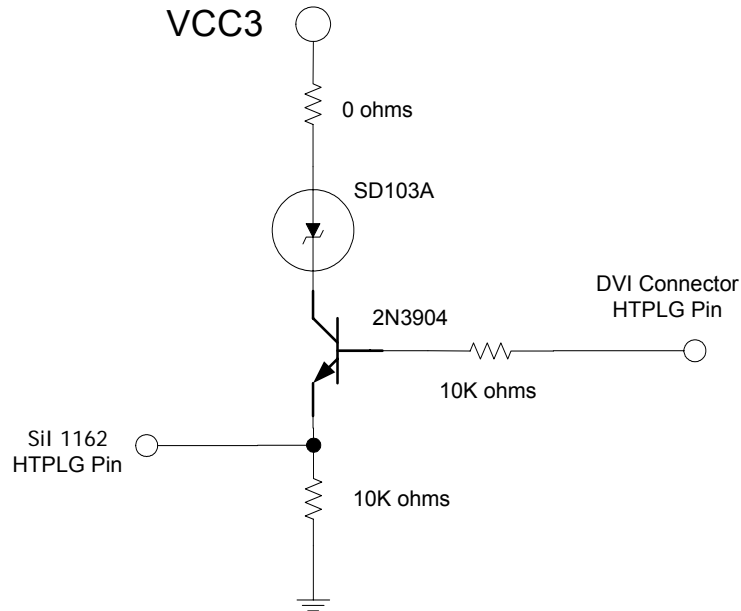 VCC3
0 ohms
SD103A
DVI Connector
HTPLG Pin
2N3904
10K ohms
SiI 1162
HTPLG Pin
10K ohms